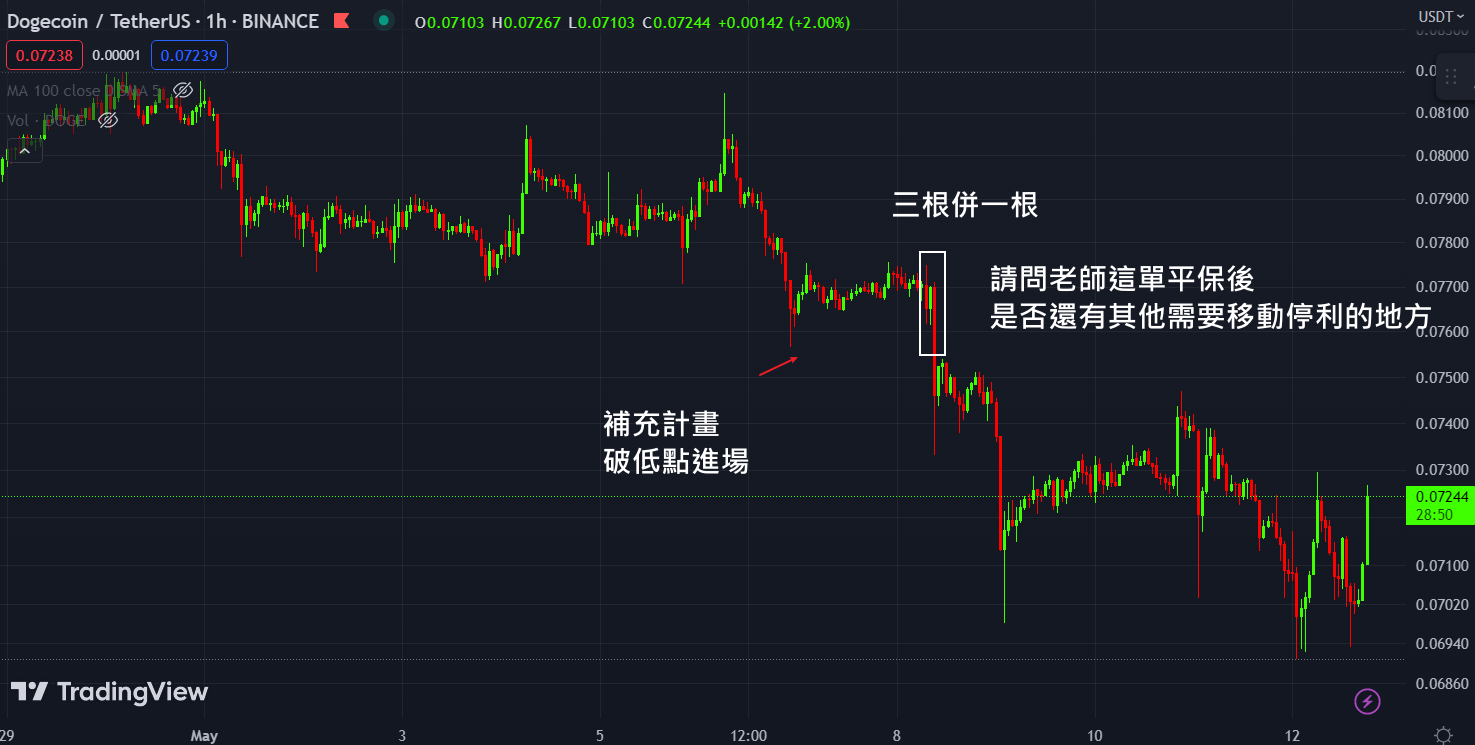 Dogecoin / TetherUS · 1h · BINANCE O0.07103 H0.07267 L0.07103 C0.07244 +0.00142 (+2.00%)
USDT
0.07238 0.00001 0.07239
MA 100 close 0 SMA 5
Vol · DOGE
0.08100
0.08000
0.07900
三根併一根
0.07800
請問老師這單平保後
0.07700
是否還有其他需要移動停利的地方
0.07600
0.07500
補充計畫
0.07400
破低點進場
0.07300
0.07244
28:50
0.07100
0.07020
0.06940
0.06860
TradingView
29 May 3 5 12:00 8 10 12